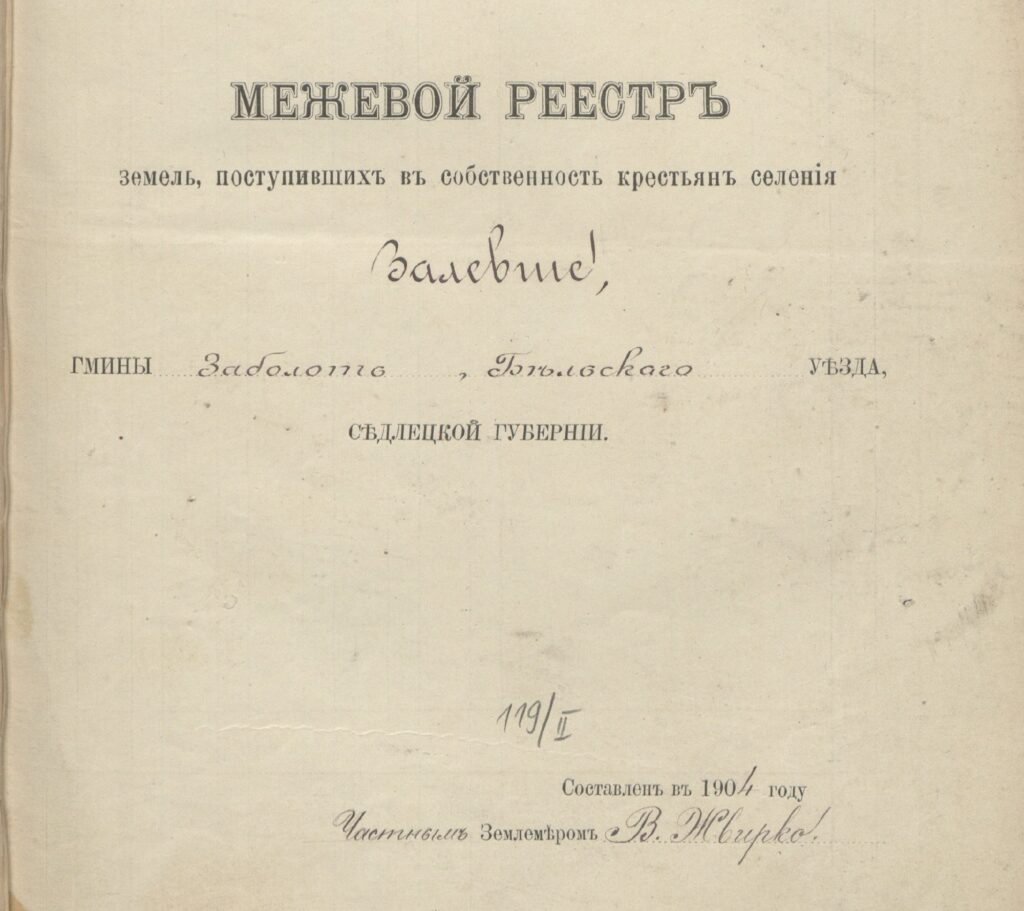 МЕЖЕВОЙ РЕЕСТРЪ
земель, поступившихъ въ собственность крестьянъ селенія
Залевше,
ГМИНЫ Заболоть, Бѣльскаго УѢЗДА,
СѢДЛЕЦКОЙ ГУБЕРНІИ.
119/II
Составленъ въ 1904 году
Частнымъ Землемѣромъ В. Жвирко.